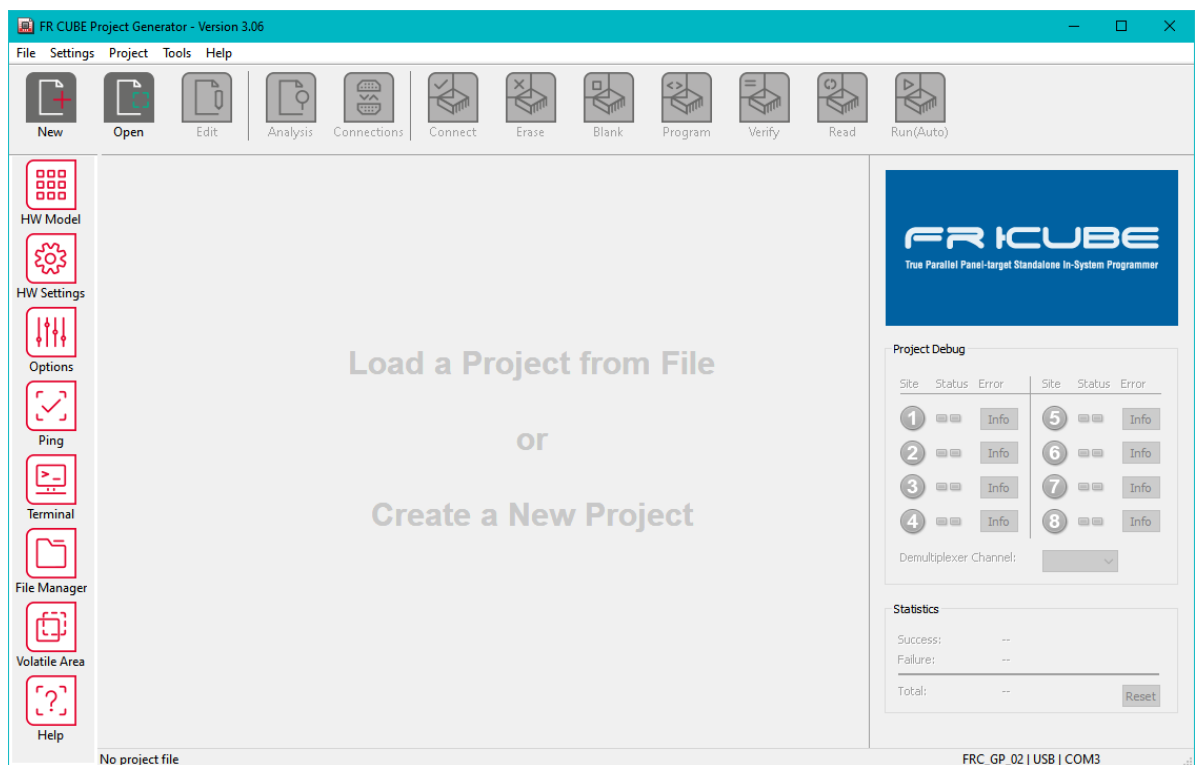 FR CUBE Project Generator - Version 3.06
File Settings Project Tools Help
New Open Edit Analysis Connections Connect Erase Blank Program Verify Read Run(Auto)
HW Model
HW Settings
Options
Ping
Terminal
File Manager
Volatile Area
Help
Load a Project from File
or
Create a New Project
FR CUBE
True Parallel Panel-target Standalone In-System Programmer
Project Debug
Site Status Error Site Status Error
1 Info 5 Info
2 Info 6 Info
3 Info 7 Info
4 Info 8 Info
Demultiplexer Channel:
Statistics
Success: --
Failure: --
Total: -- Reset
No project file FRC_GP_02 | USB | COM3